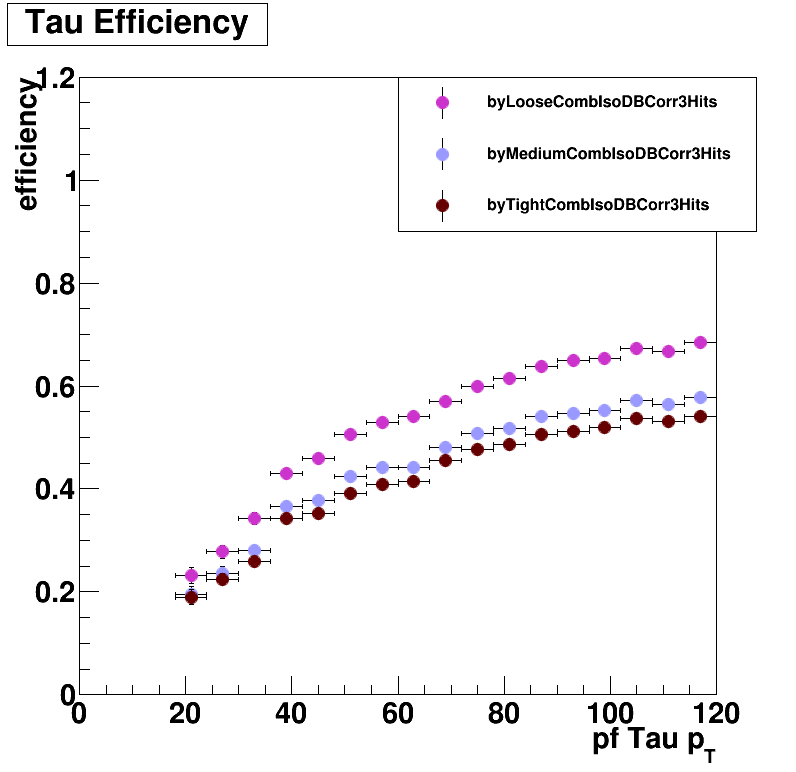 Tau Efficiency
efficiency
1.2
1
0.8
0.6
0.4
0.2
0
byLooseCombIsoDBCorr3Hits
byMediumCombIsoDBCorr3Hits
byTightCombIsoDBCorr3Hits
0 20 40 60 80 100 120
pf Tau pT